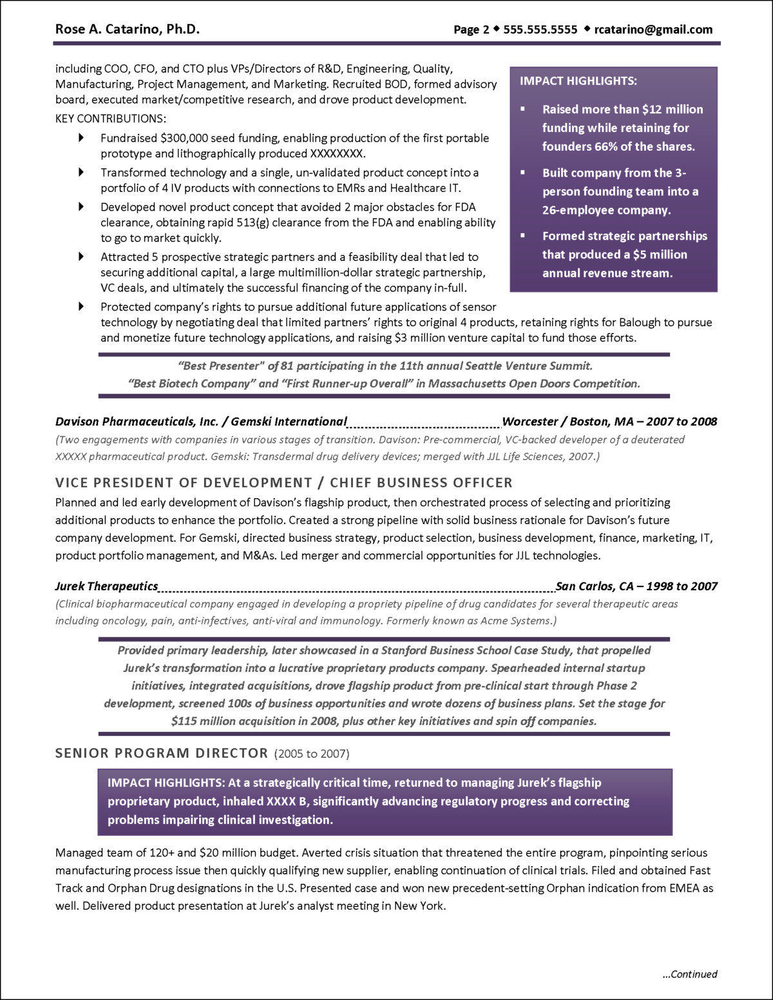 Rose A. Catarino, Ph.D.
Page 2 ◆ 555.555.5555 ◆ rcatarino@gmail.com
including COO, CFO, and CTO plus VPs/Directors of R&D, Engineering, Quality,
Manufacturing, Project Management, and Marketing. Recruited BOD, formed advisory
board, executed market/competitive research, and drove product development.
KEY CONTRIBUTIONS:
Fundraised $300,000 seed funding, enabling production of the first portable
prototype and lithographically produced XXXXXXXX.
Transformed technology and a single, un-validated product concept into a
portfolio of 4 IV products with connections to EMRs and Healthcare IT.
Developed novel product concept that avoided 2 major obstacles for FDA
clearance, obtaining rapid 513(g) clearance from the FDA and enabling ability
to go to market quickly.
Attracted 5 prospective strategic partners and a feasibility deal that led to
securing additional capital, a large multimillion-dollar strategic partnership,
VC deals, and ultimately the successful financing of the company in-full.
Protected company’s rights to pursue additional future applications of sensor
technology by negotiating deal that limited partners’ rights to original 4 products, retaining rights for Balough to pursue
and monetize future technology applications, and raising $3 million venture capital to fund those efforts.
IMPACT HIGHLIGHTS:
▪ Raised more than $12 million
funding while retaining for
founders 66% of the shares.
▪ Built company from the 3-
person founding team into a
26-employee company.
▪ Formed strategic partnerships
that produced a $5 million
annual revenue stream.
“Best Presenter" of 81 participating in the 11th annual Seattle Venture Summit.
“Best Biotech Company” and “First Runner-up Overall” in Massachusetts Open Doors Competition.
Davison Pharmaceuticals, Inc. / Gemski International Worcester / Boston, MA – 2007 to 2008
(Two engagements with companies in various stages of transition. Davison: Pre-commercial, VC-backed developer of a deuterated
XXXXX pharmaceutical product. Gemski: Transdermal drug delivery devices; merged with JJL Life Sciences, 2007.)
VICE PRESIDENT OF DEVELOPMENT / CHIEF BUSINESS OFFICER
Planned and led early development of Davison’s flagship product, then orchestrated process of selecting and prioritizing
additional products to enhance the portfolio. Created a strong pipeline with solid business rationale for Davison’s future
company development. For Gemski, directed business strategy, product selection, business development, finance, marketing, IT,
product portfolio management, and M&As. Led merger and commercial opportunities for JJL technologies.
Jurek Therapeutics San Carlos, CA – 1998 to 2007
(Clinical biopharmaceutical company engaged in developing a propriety pipeline of drug candidates for several therapeutic areas
including oncology, pain, anti-infectives, anti-viral and immunology. Formerly known as Acme Systems.)
Provided primary leadership, later showcased in a Stanford Business School Case Study, that propelled
Jurek’s transformation into a lucrative proprietary products company. Spearheaded internal startup
initiatives, integrated acquisitions, drove flagship product from pre-clinical start through Phase 2
development, screened 100s of business opportunities and wrote dozens of business plans. Set the stage for
$115 million acquisition in 2008, plus other key initiatives and spin off companies.
SENIOR PROGRAM DIRECTOR (2005 to 2007)
IMPACT HIGHLIGHTS: At a strategically critical time, returned to managing Jurek’s flagship
proprietary product, inhaled XXXX B, significantly advancing regulatory progress and correcting
problems impairing clinical investigation.
Managed team of 120+ and $20 million budget. Averted crisis situation that threatened the entire program, pinpointing serious
manufacturing process issue then quickly qualifying new supplier, enabling continuation of clinical trials. Filed and obtained Fast
Track and Orphan Drug designations in the U.S. Presented case and won new precedent-setting Orphan indication from EMEA as
well. Delivered product presentation at Jurek’s analyst meeting in New York.
...Continued